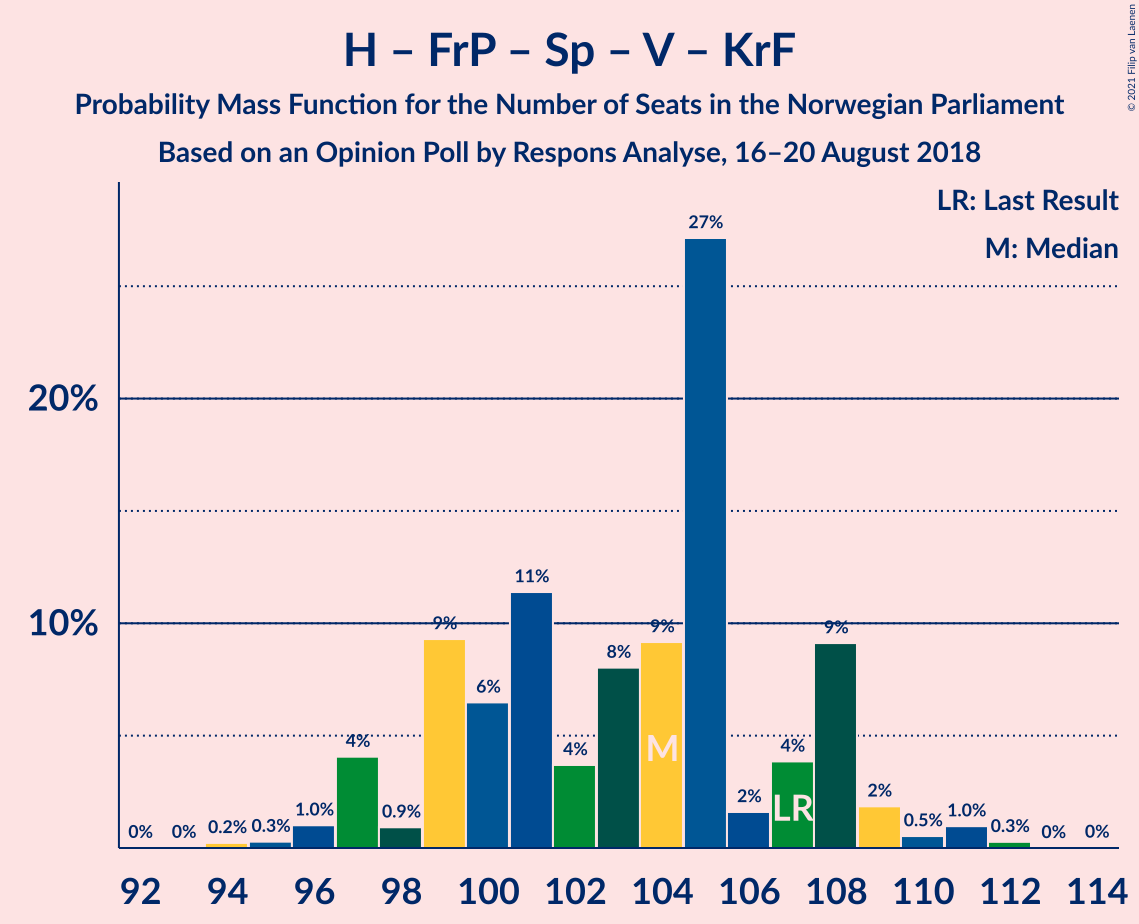 H – FrP – Sp – V – KrF
Probability Mass Function for the Number of Seats in the Norwegian Parliament
Based on an Opinion Poll by Respons Analyse, 16–20 August 2018
© 2021 Filip van Laenen
LR: Last Result
M: Median
20%
10%
0% 0% 0.2% 0.3% 1.0% 4% 0.9% 9% 6% 11% 4% 8% 9% 27% 2% 4% 9% 2% 0.5% 1.0% 0.3% 0% 0%
M
LR
92 94 96 98 100 102 104 106 108 110 112 114